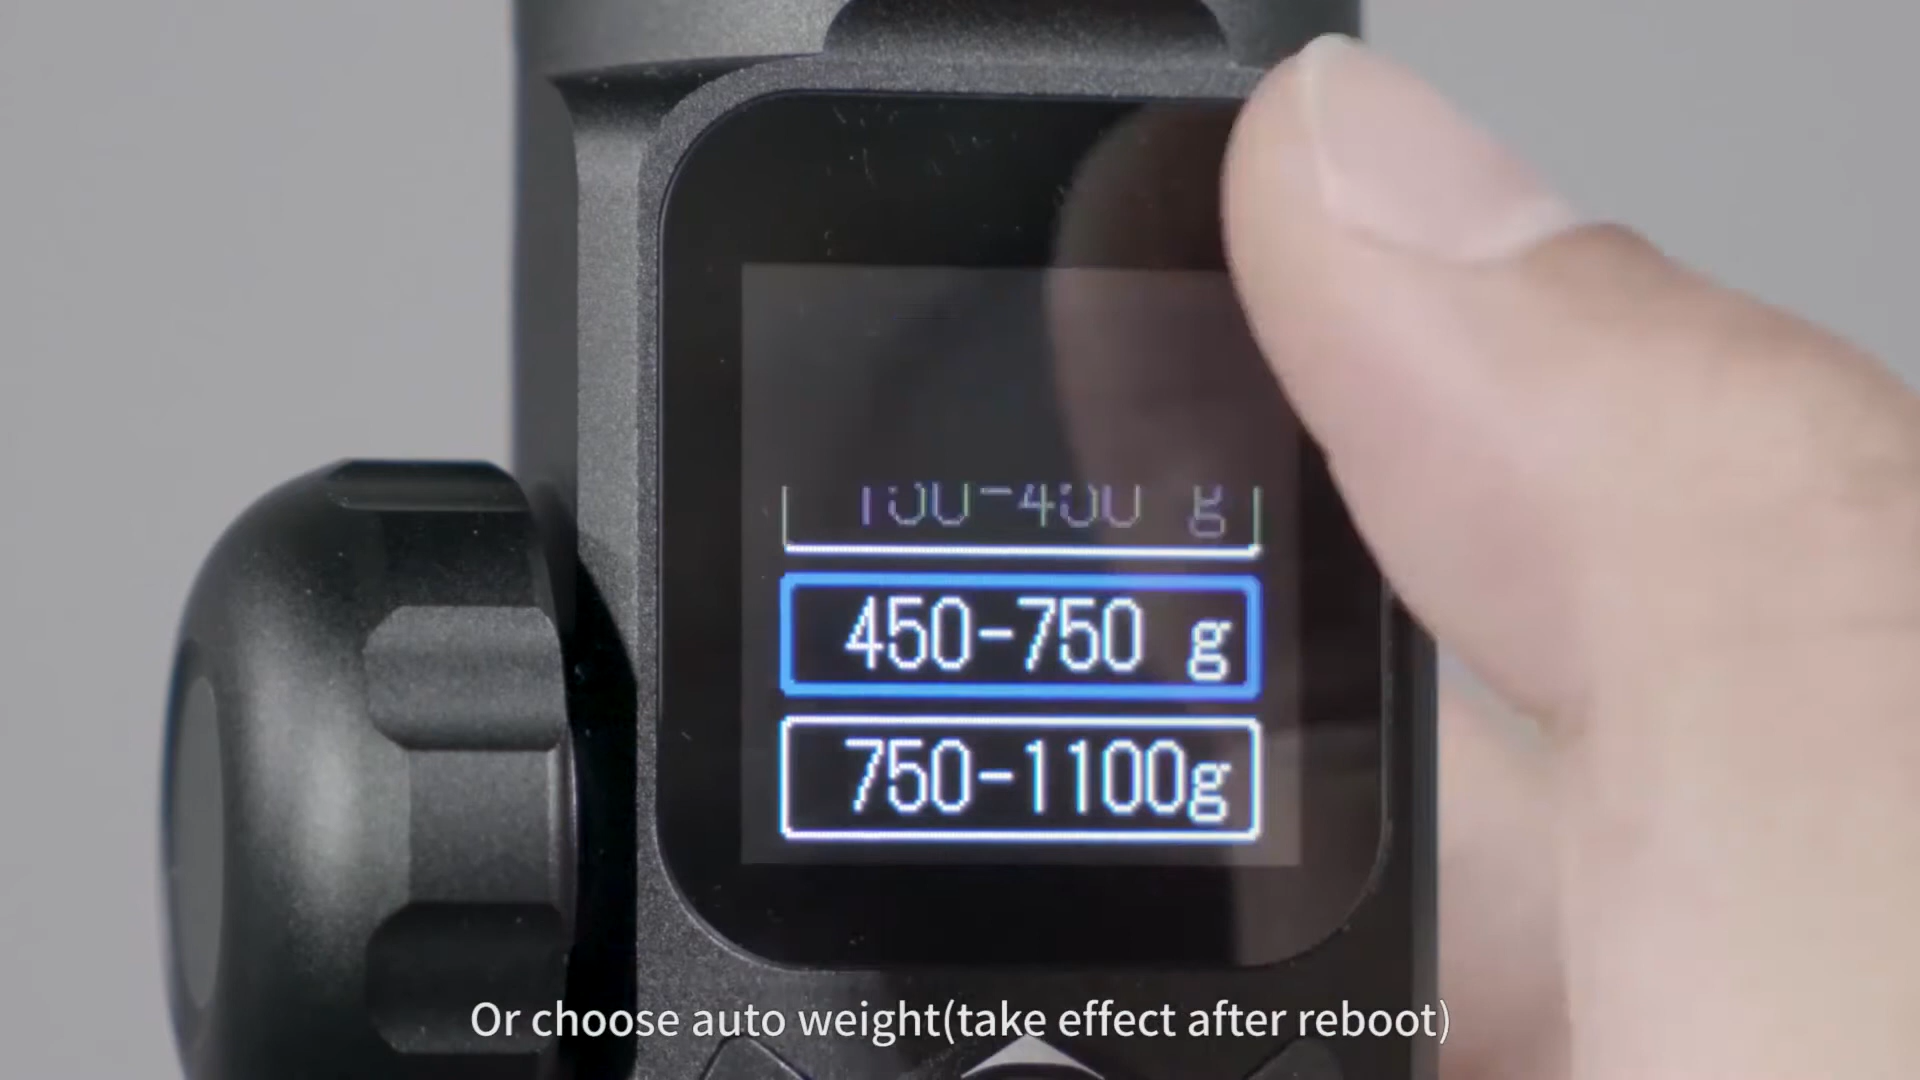 450-750 g
750-1100g
Or choose auto weight(take effect after reboot)